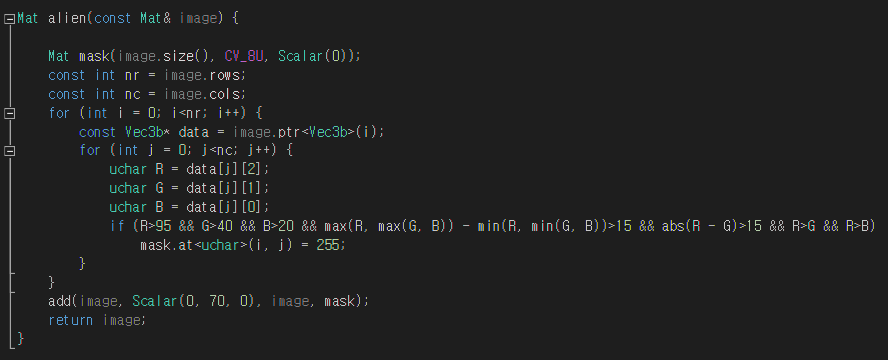 Mat alien(const Mat& image) {
Mat mask(image.size(), CV_8U, Scalar(0));
const int nr = image.rows;
const int nc = image.cols;
for (int i = 0; i<nr; i++) {
const Vec3b* data = image.ptr<Vec3b>(i);
for (int j = 0; j<nc; j++) {
uchar R = data[j][2];
uchar G = data[j][1];
uchar B = data[j][0];
if (R>95 && G>40 && B>20 && max(R, max(G, B)) - min(R, min(G, B))>15 && abs(R - G)>15 && R>G && R>B)
mask.at<uchar>(i, j) = 255;
}
}
add(image, Scalar(0, 70, 0), image, mask);
return image;
}